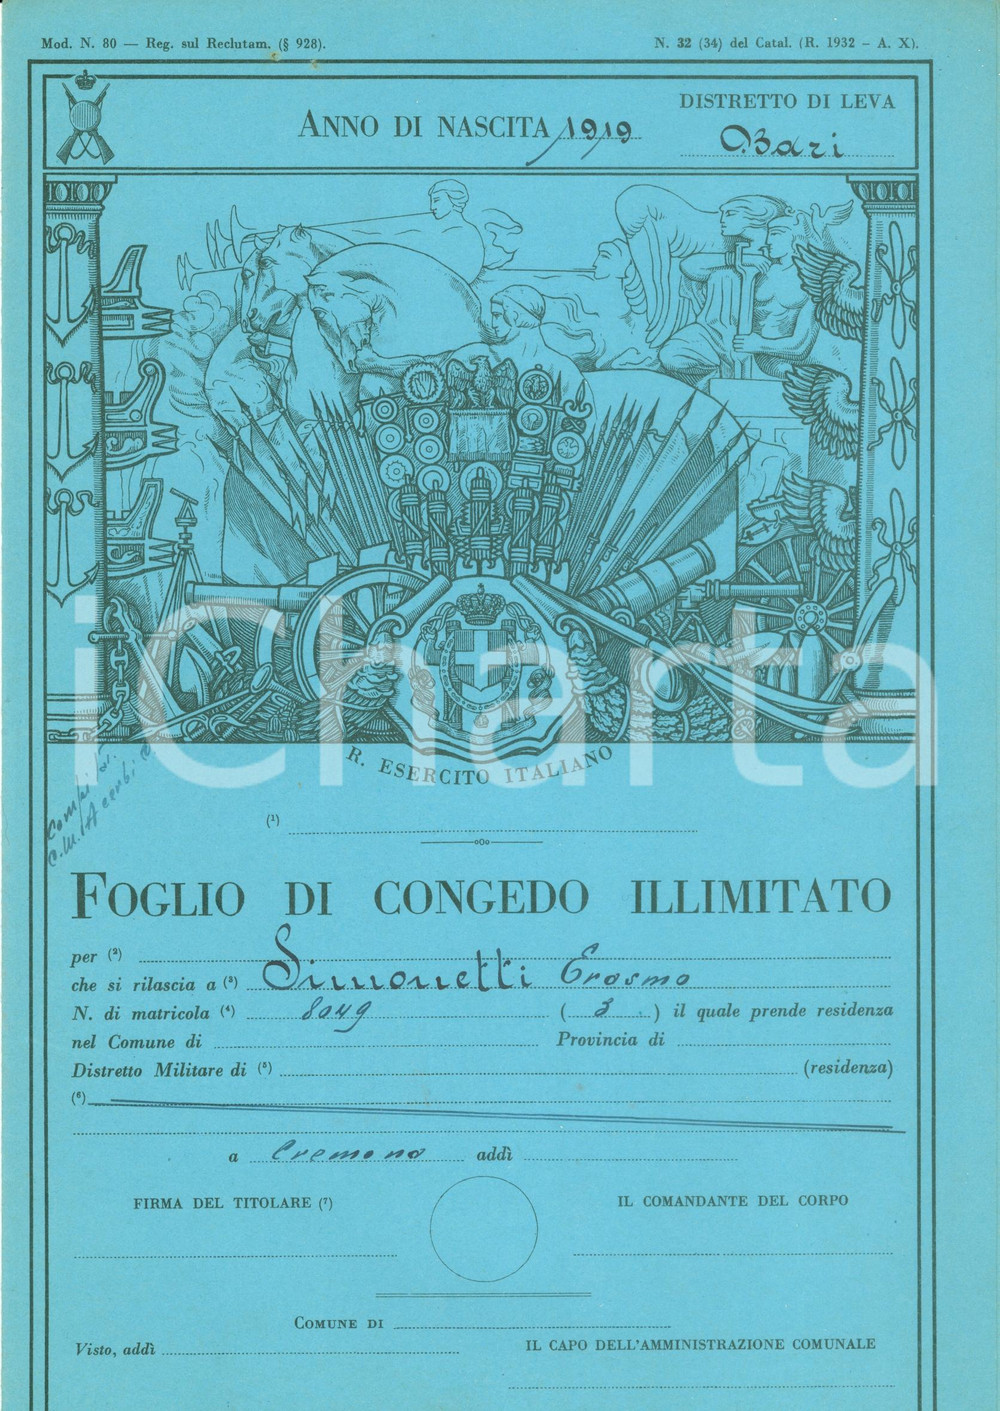 Mod. N. 80 — Reg. sul Reclutam. (§ 928).
N. 32 (34) del Catal. (R. 1932 - A. X).
ANNO DI NASCITA 1919
DISTRETTO DI LEVA
Bari
iCharta
R. ESERCITO ITALIANO
(1)
FOGLIO DI CONGEDO ILLIMITATO
per (2)
che si rilascia a (3) Simonetti Erasmo
N. di matricola (4) 8049 ( 3 ) il quale prende residenza
nel Comune di Provincia di
Distretto Militare di (5) (residenza)
(6)
a Cremona addì
FIRMA DEL TITOLARE (7)
IL COMANDANTE DEL CORPO
COMUNE DI
Visto, addì
IL CAPO DELL'AMMINISTRAZIONE COMUNALE